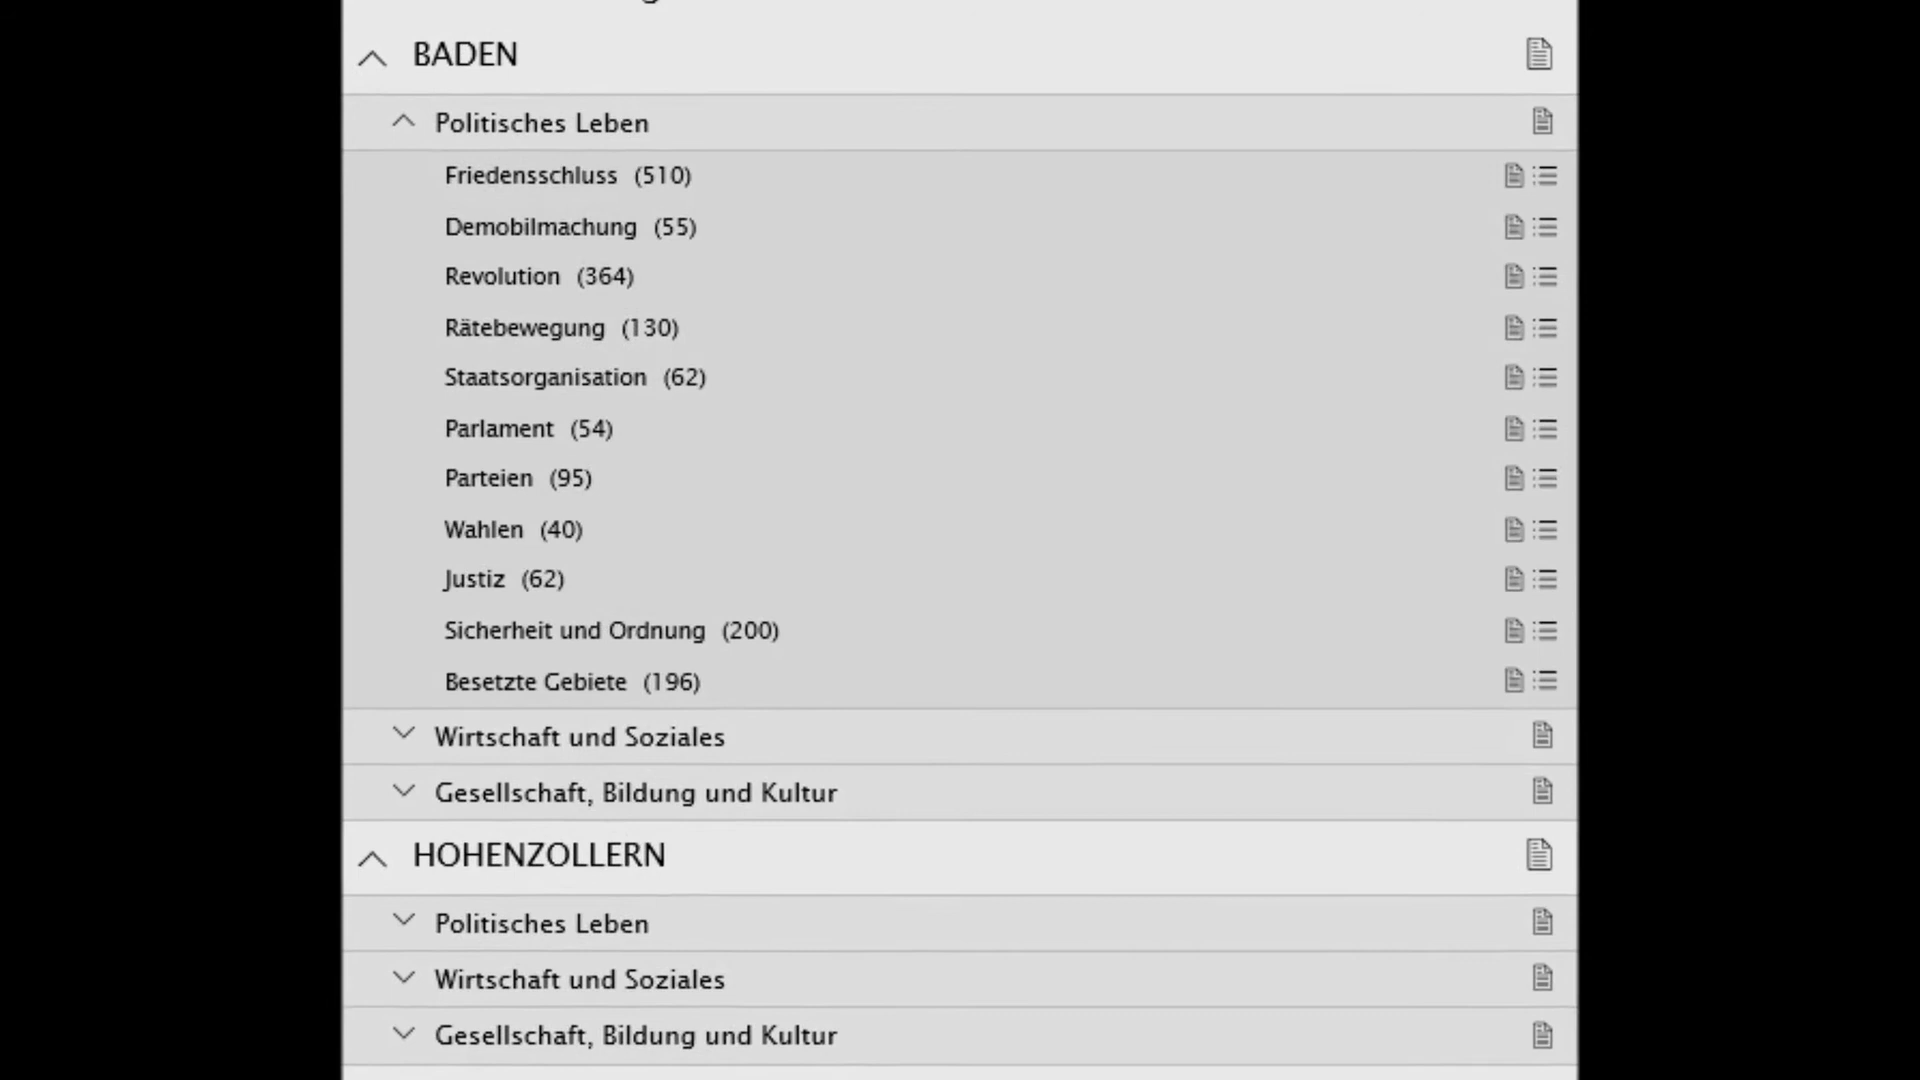 BADEN
Politisches Leben
Friedensschluss (510)
Demobilmachung (55)
Revolution (364)
Rätebewegung (130)
Staatsorganisation (62)
Parlament (54)
Parteien (95)
Wahlen (40)
Justiz (62)
Sicherheit und Ordnung (200)
Besetzte Gebiete (196)
Wirtschaft und Soziales
Gesellschaft, Bildung und Kultur
HOHENZOLLERN
Politisches Leben
Wirtschaft und Soziales
Gesellschaft, Bildung und Kultur